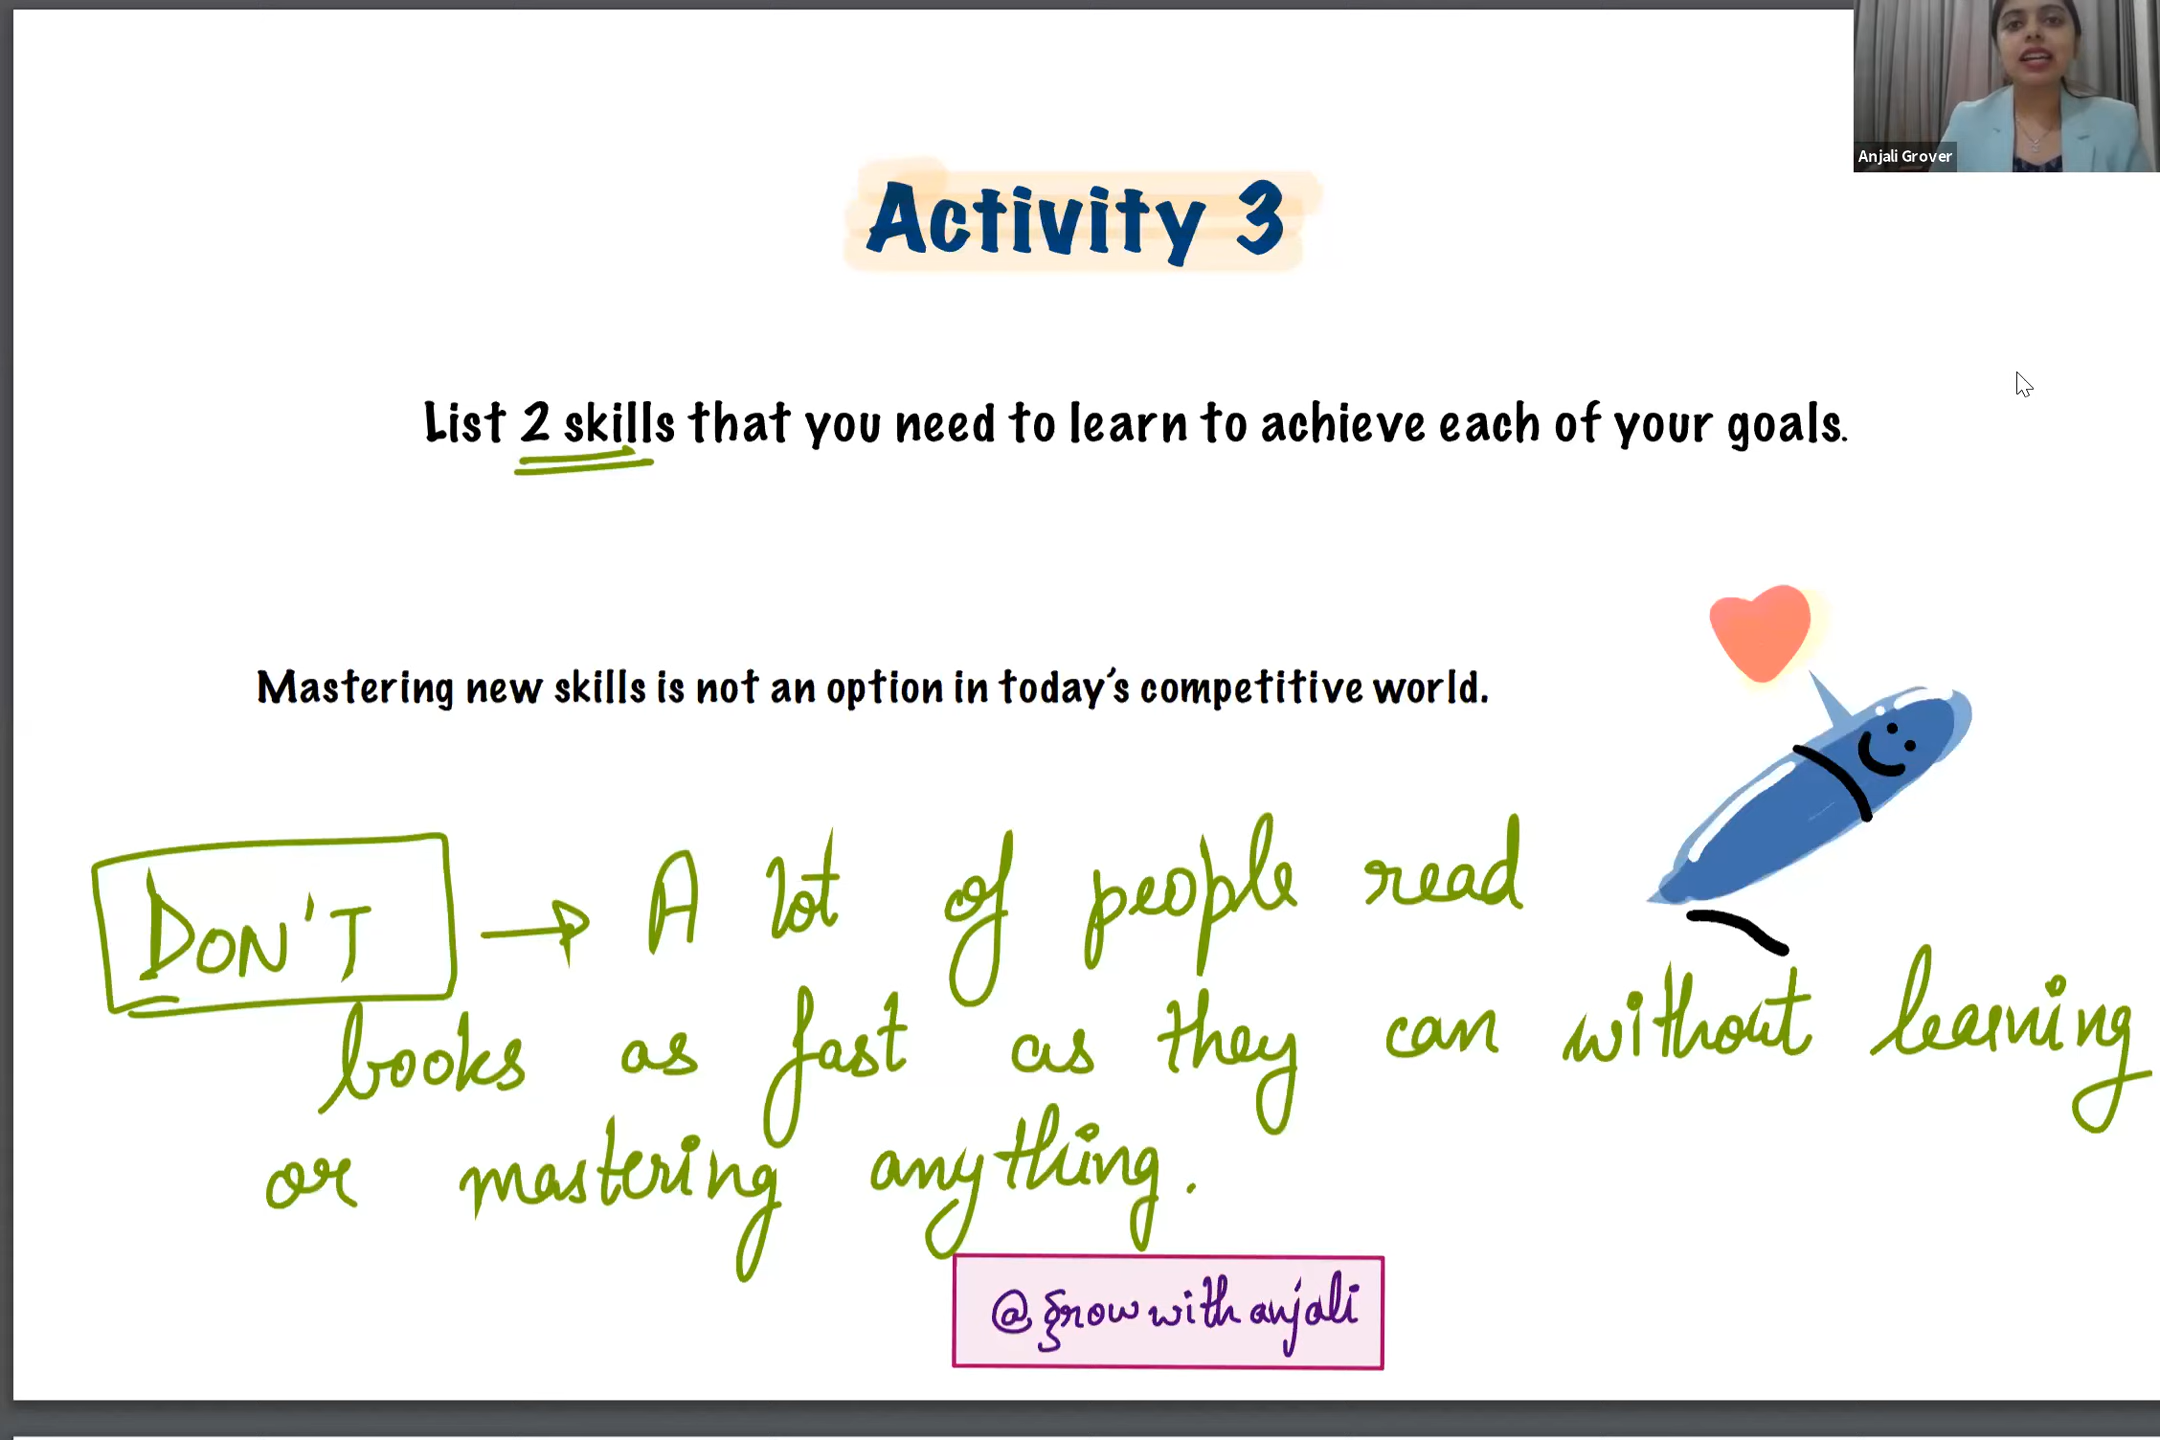 Anjali Grover
Activity 3
List 2 skills that you need to learn to achieve each of your goals.
Mastering new skills is not an option in today's competitive world.
DON'T → A lot of people read
books as fast as they can without learning
or mastering anything.
@growwithanjali